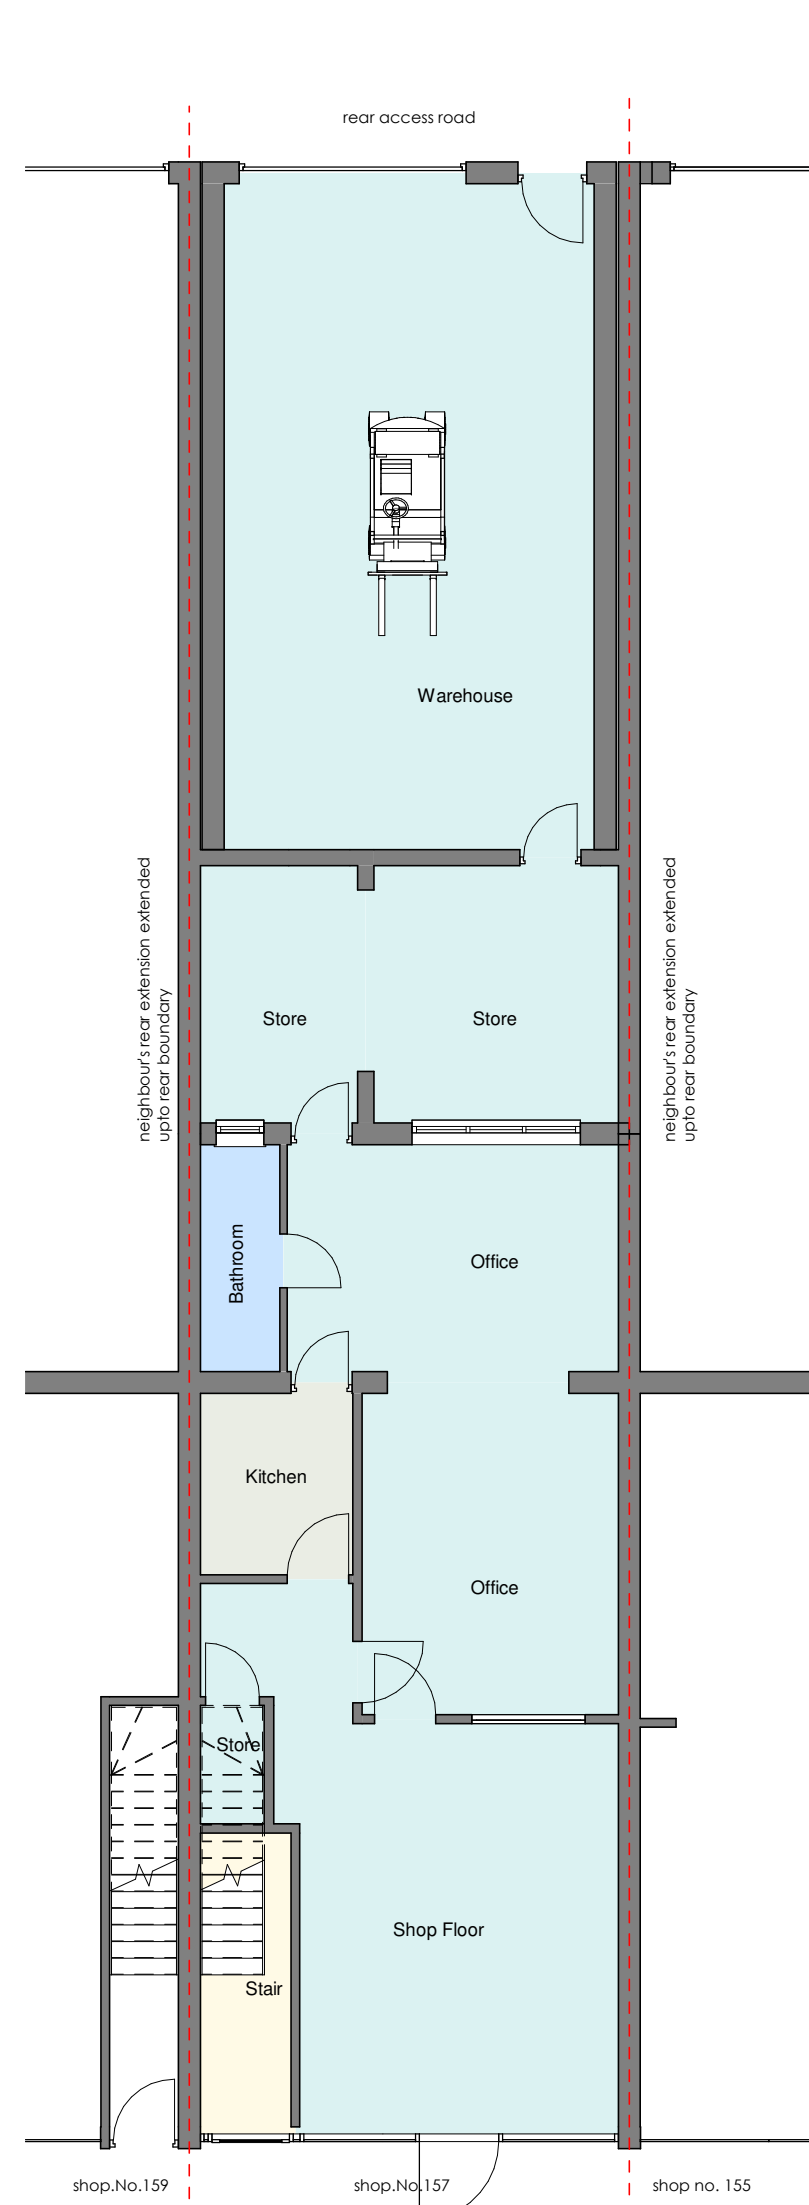 rear access road
Warehouse
neighbour's rear extension extended
upto rear boundary
neighbour's rear extension extended
upto rear boundary
Store
Store
Bathroom
Office
Kitchen
Office
Store
Shop Floor
Stair
shop.No.159
shop.No.157
shop no. 155